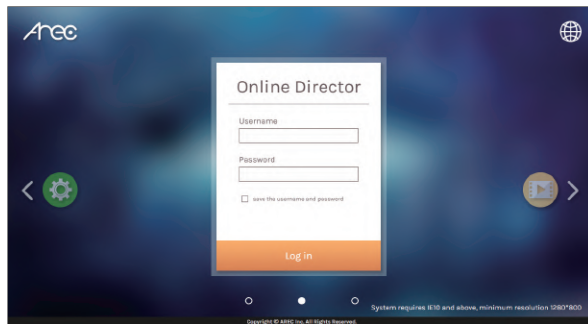 Arec
Online Director
Username
Password
save the username and password
Log in
System requires IE10 and above, minimum resolution 1280*800
Copyright © AREC Inc. All Rights Reserved.